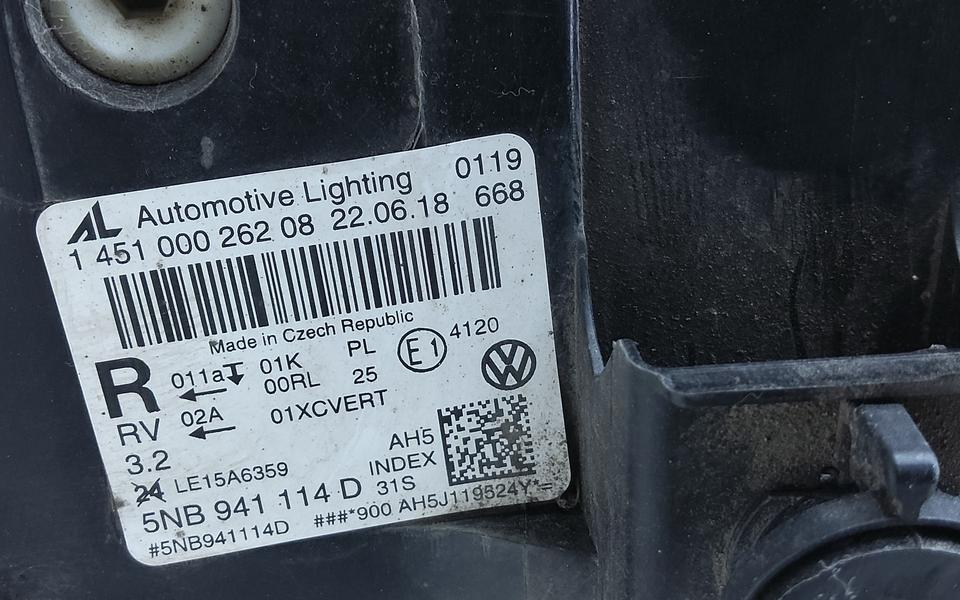 AL Automotive Lighting 0119
1 451 000 262 08 22.06.18 668
Made in Czech Republic
R 011aT 01K PL E1 4120
00RL 25
02A 01XCVERT
RV
3.2 AH5
24 LE15A6359 INDEX
5NB 941 114 D 31S
#5NB941114D ###*900 AH5J119524Y*=